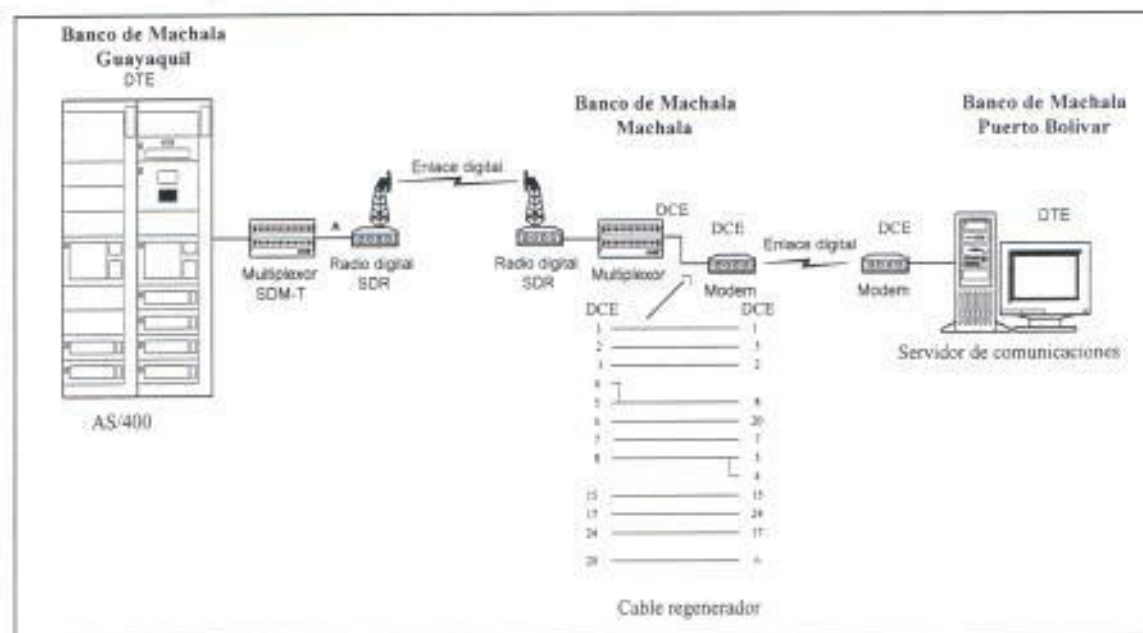 Banco de Machala
Guayaquil
DTE
Banco de Machala
Machala
Banco de Machala
Puerto Bolívar
Enlace digital
DCE
DCE
DCE
DTE
Enlace digital
A
Multiplexor
SDM-T
Radio digital
SDR
Radio digital
SDR
Multiplexor
Modem
Modem
Servidor de comunicaciones
AS/400
DCE DCE
1 1
2 3
3 2
4
5 8
6 20
7 7
8 5
4
15 15
17 24
24 17
20
Cable regenerador